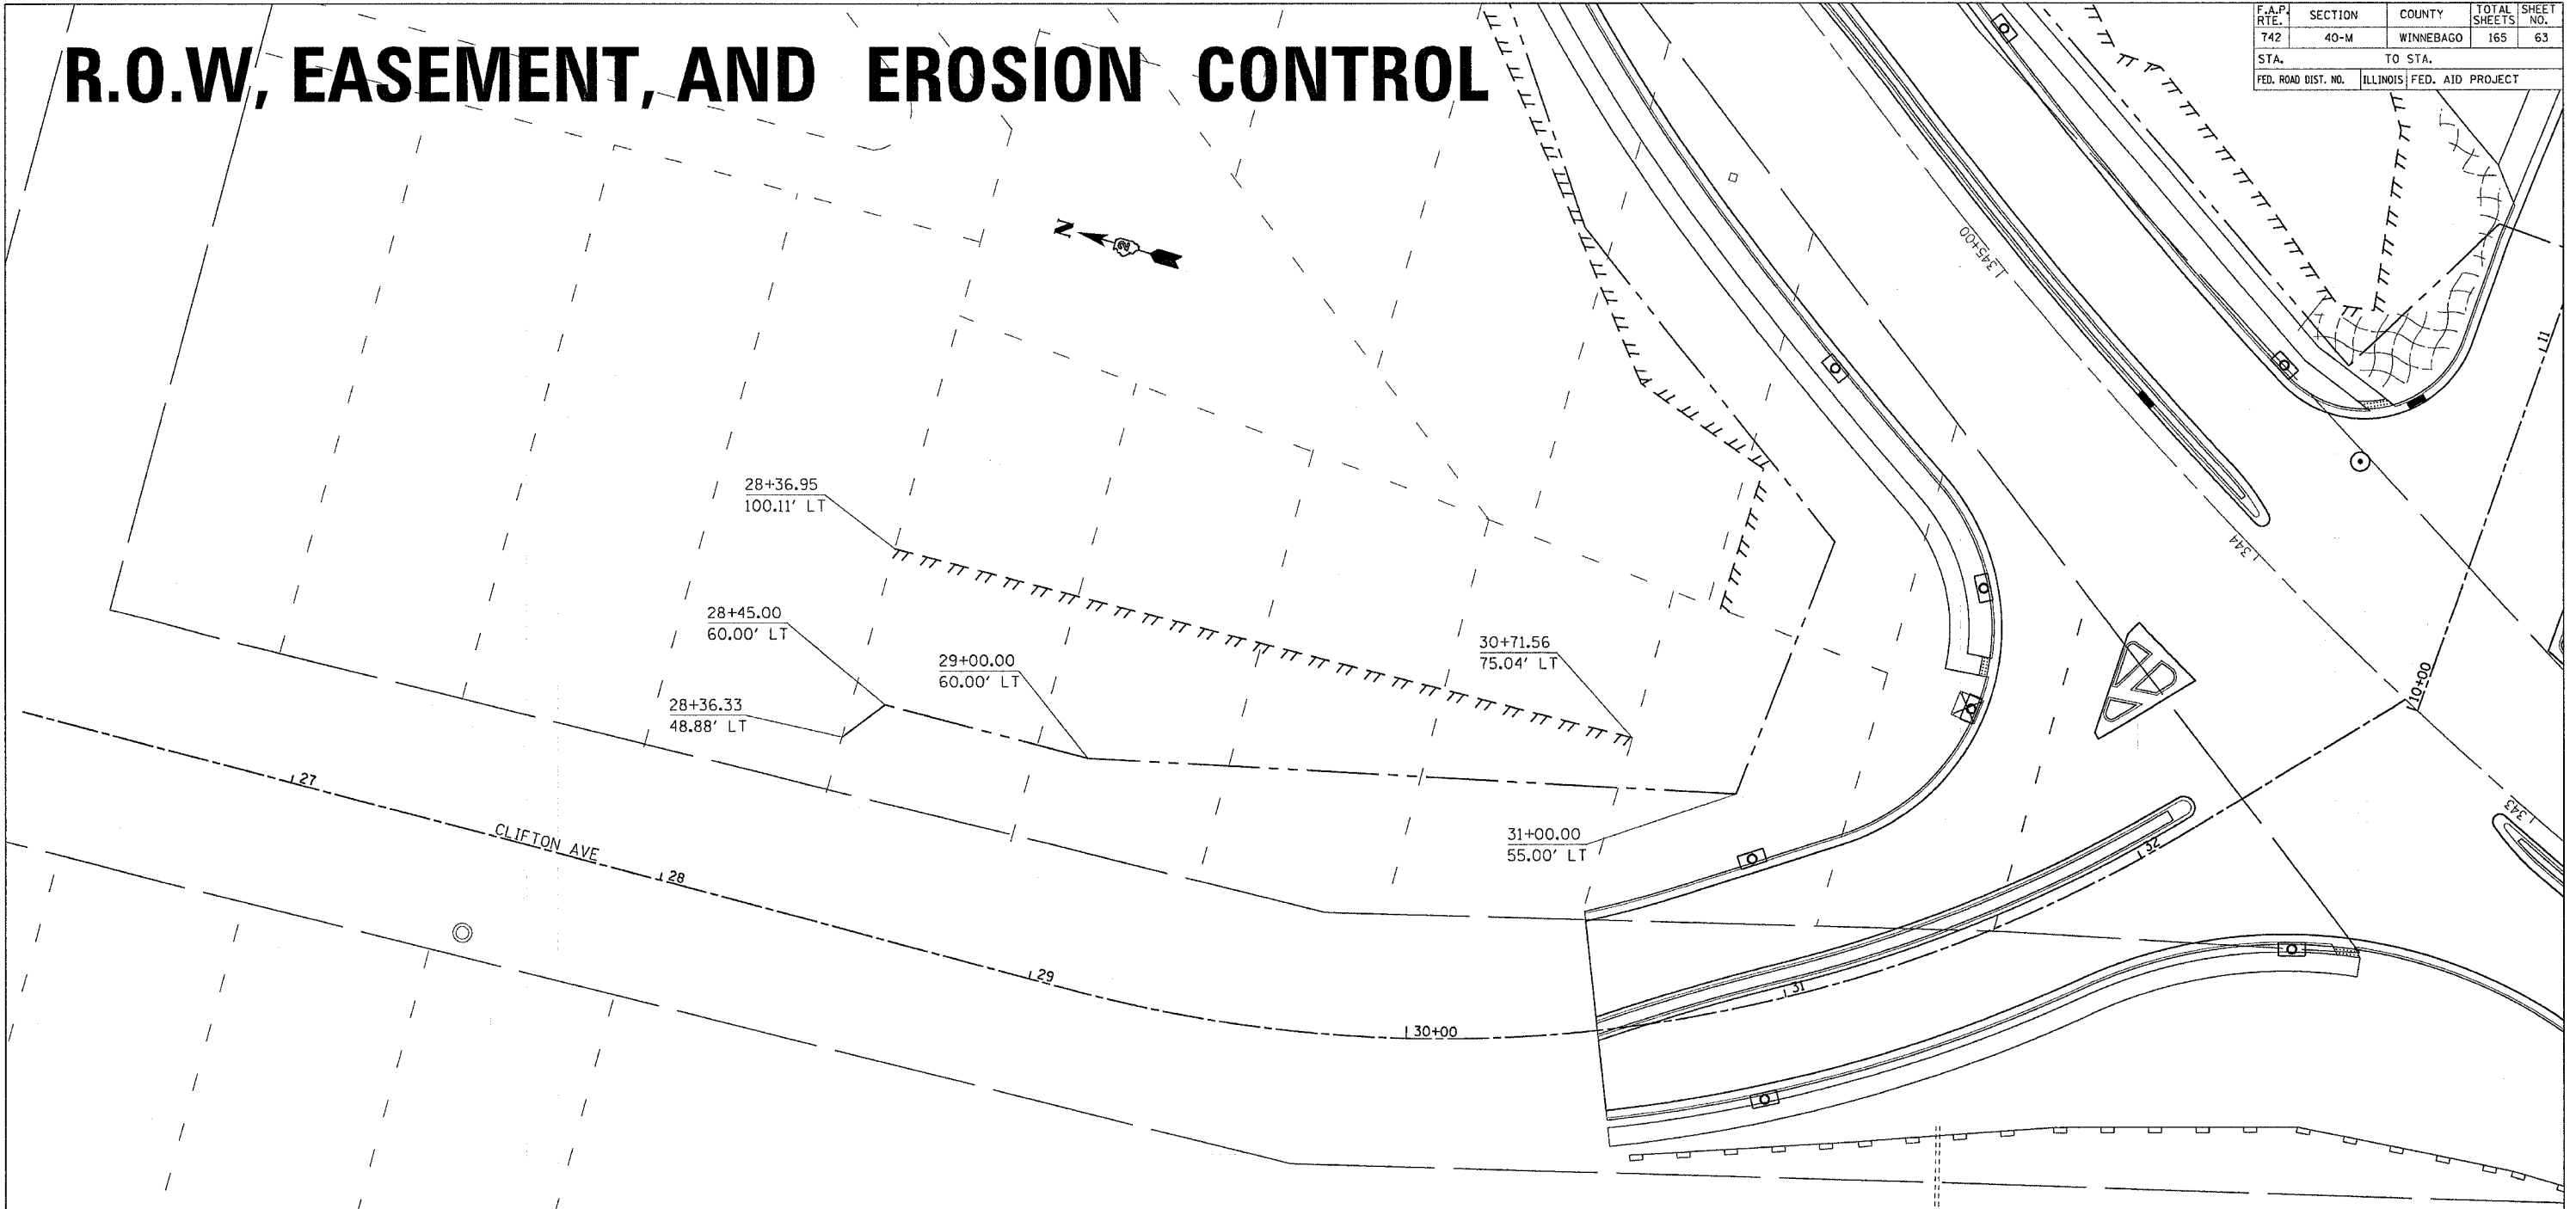 R.O.W, EASEMENT, AND EROSION CONTROL
F.A.P. RTE. SECTION COUNTY TOTAL SHEETS SHEET NO.
742 40-M WINNEBAGO 165 63
STA. TO STA.
FED. ROAD DIST. NO. ILLINOIS FED. AID PROJECT
N
2
1345+00
11
28+36.95
100.11' LT
344
28+45.00
60.00' LT
29+00.00
60.00' LT
30+71.56
75.04' LT
10+00
28+36.33
48.88' LT
27
343
31+00.00
55.00' LT
CLIFTON AVE
32
28
29
31
30+00